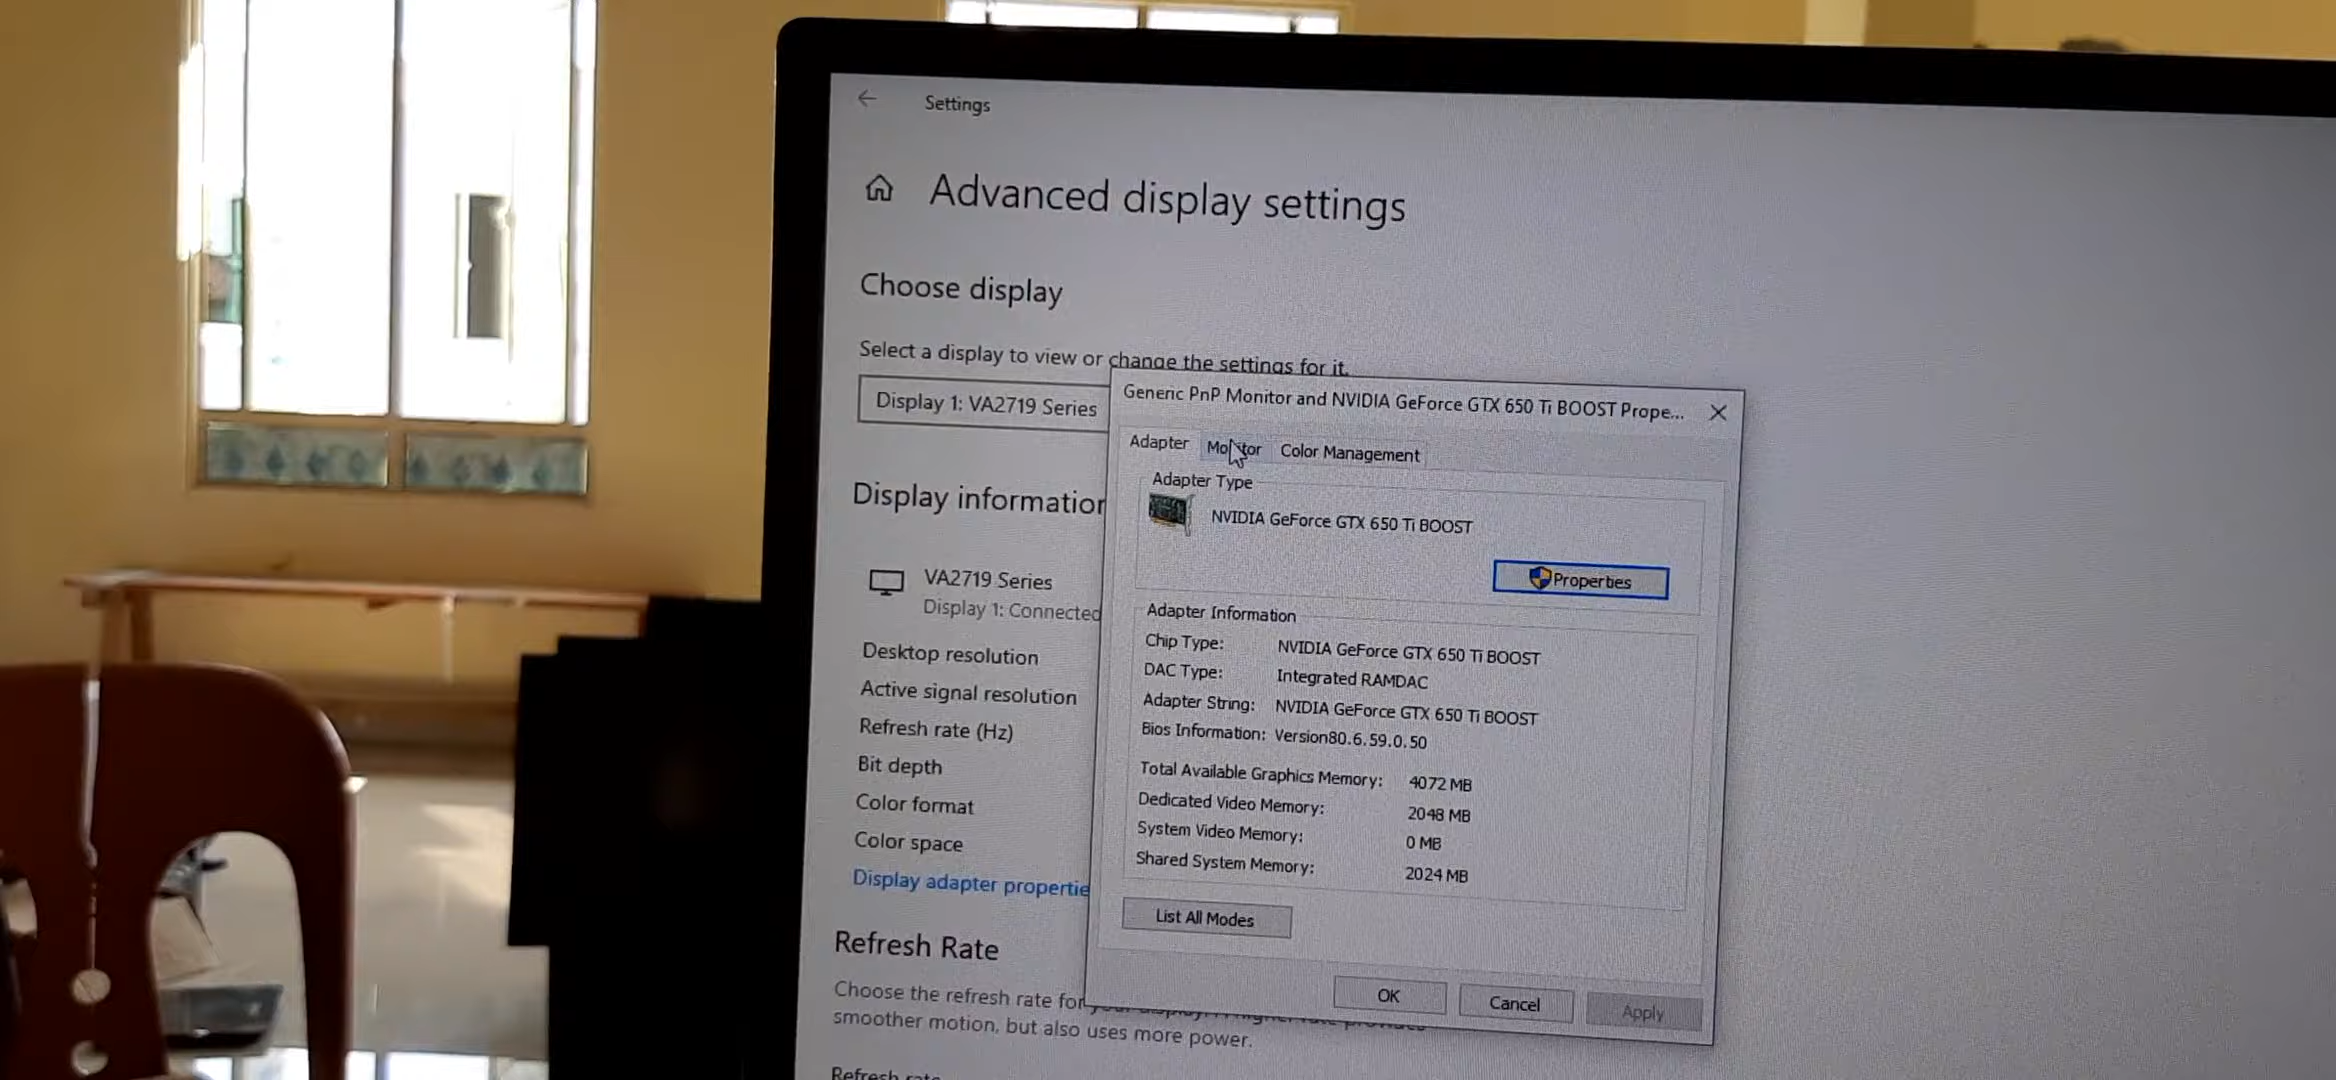 Settings
Advanced display settings
Choose display
Select a display to view or change the settings for it.
Display 1: VA2719 Series
Display information
VA2719 Series
Display 1: Connected
Desktop resolution
Active signal resolution
Refresh rate (Hz)
Bit depth
Color format
Color space
Display adapter propertie
Refresh Rate
Choose the refresh rate for
smoother motion, but also uses more power.
Refresh rate
Generic PnP Monitor and NVIDIA GeForce GTX 650 Ti BOOST Prope...
Adapter Monitor Color Management
Adapter Type
NVIDIA GeForce GTX 650 Ti BOOST
Properties
Adapter Information
Chip Type: NVIDIA GeForce GTX 650 Ti BOOST
DAC Type: Integrated RAMDAC
Adapter String: NVIDIA GeForce GTX 650 Ti BOOST
Bios Information: Version80.6.59.0.50
Total Available Graphics Memory: 4072 MB
Dedicated Video Memory: 2048 MB
System Video Memory: 0 MB
Shared System Memory: 2024 MB
List All Modes
OK Cancel Apply